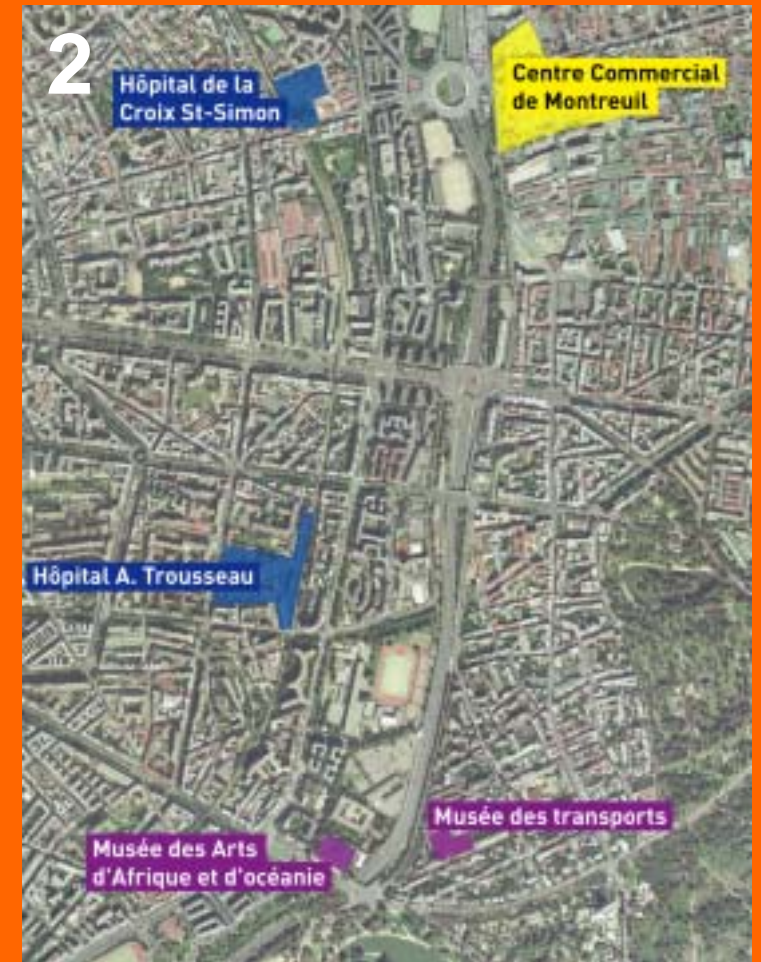 2
Hôpital de la
Croix St-Simon
Centre Commercial
de Montreuil
Hôpital A. Trousseau
Musée des transports
Musée des Arts
d'Afrique et d'océanie